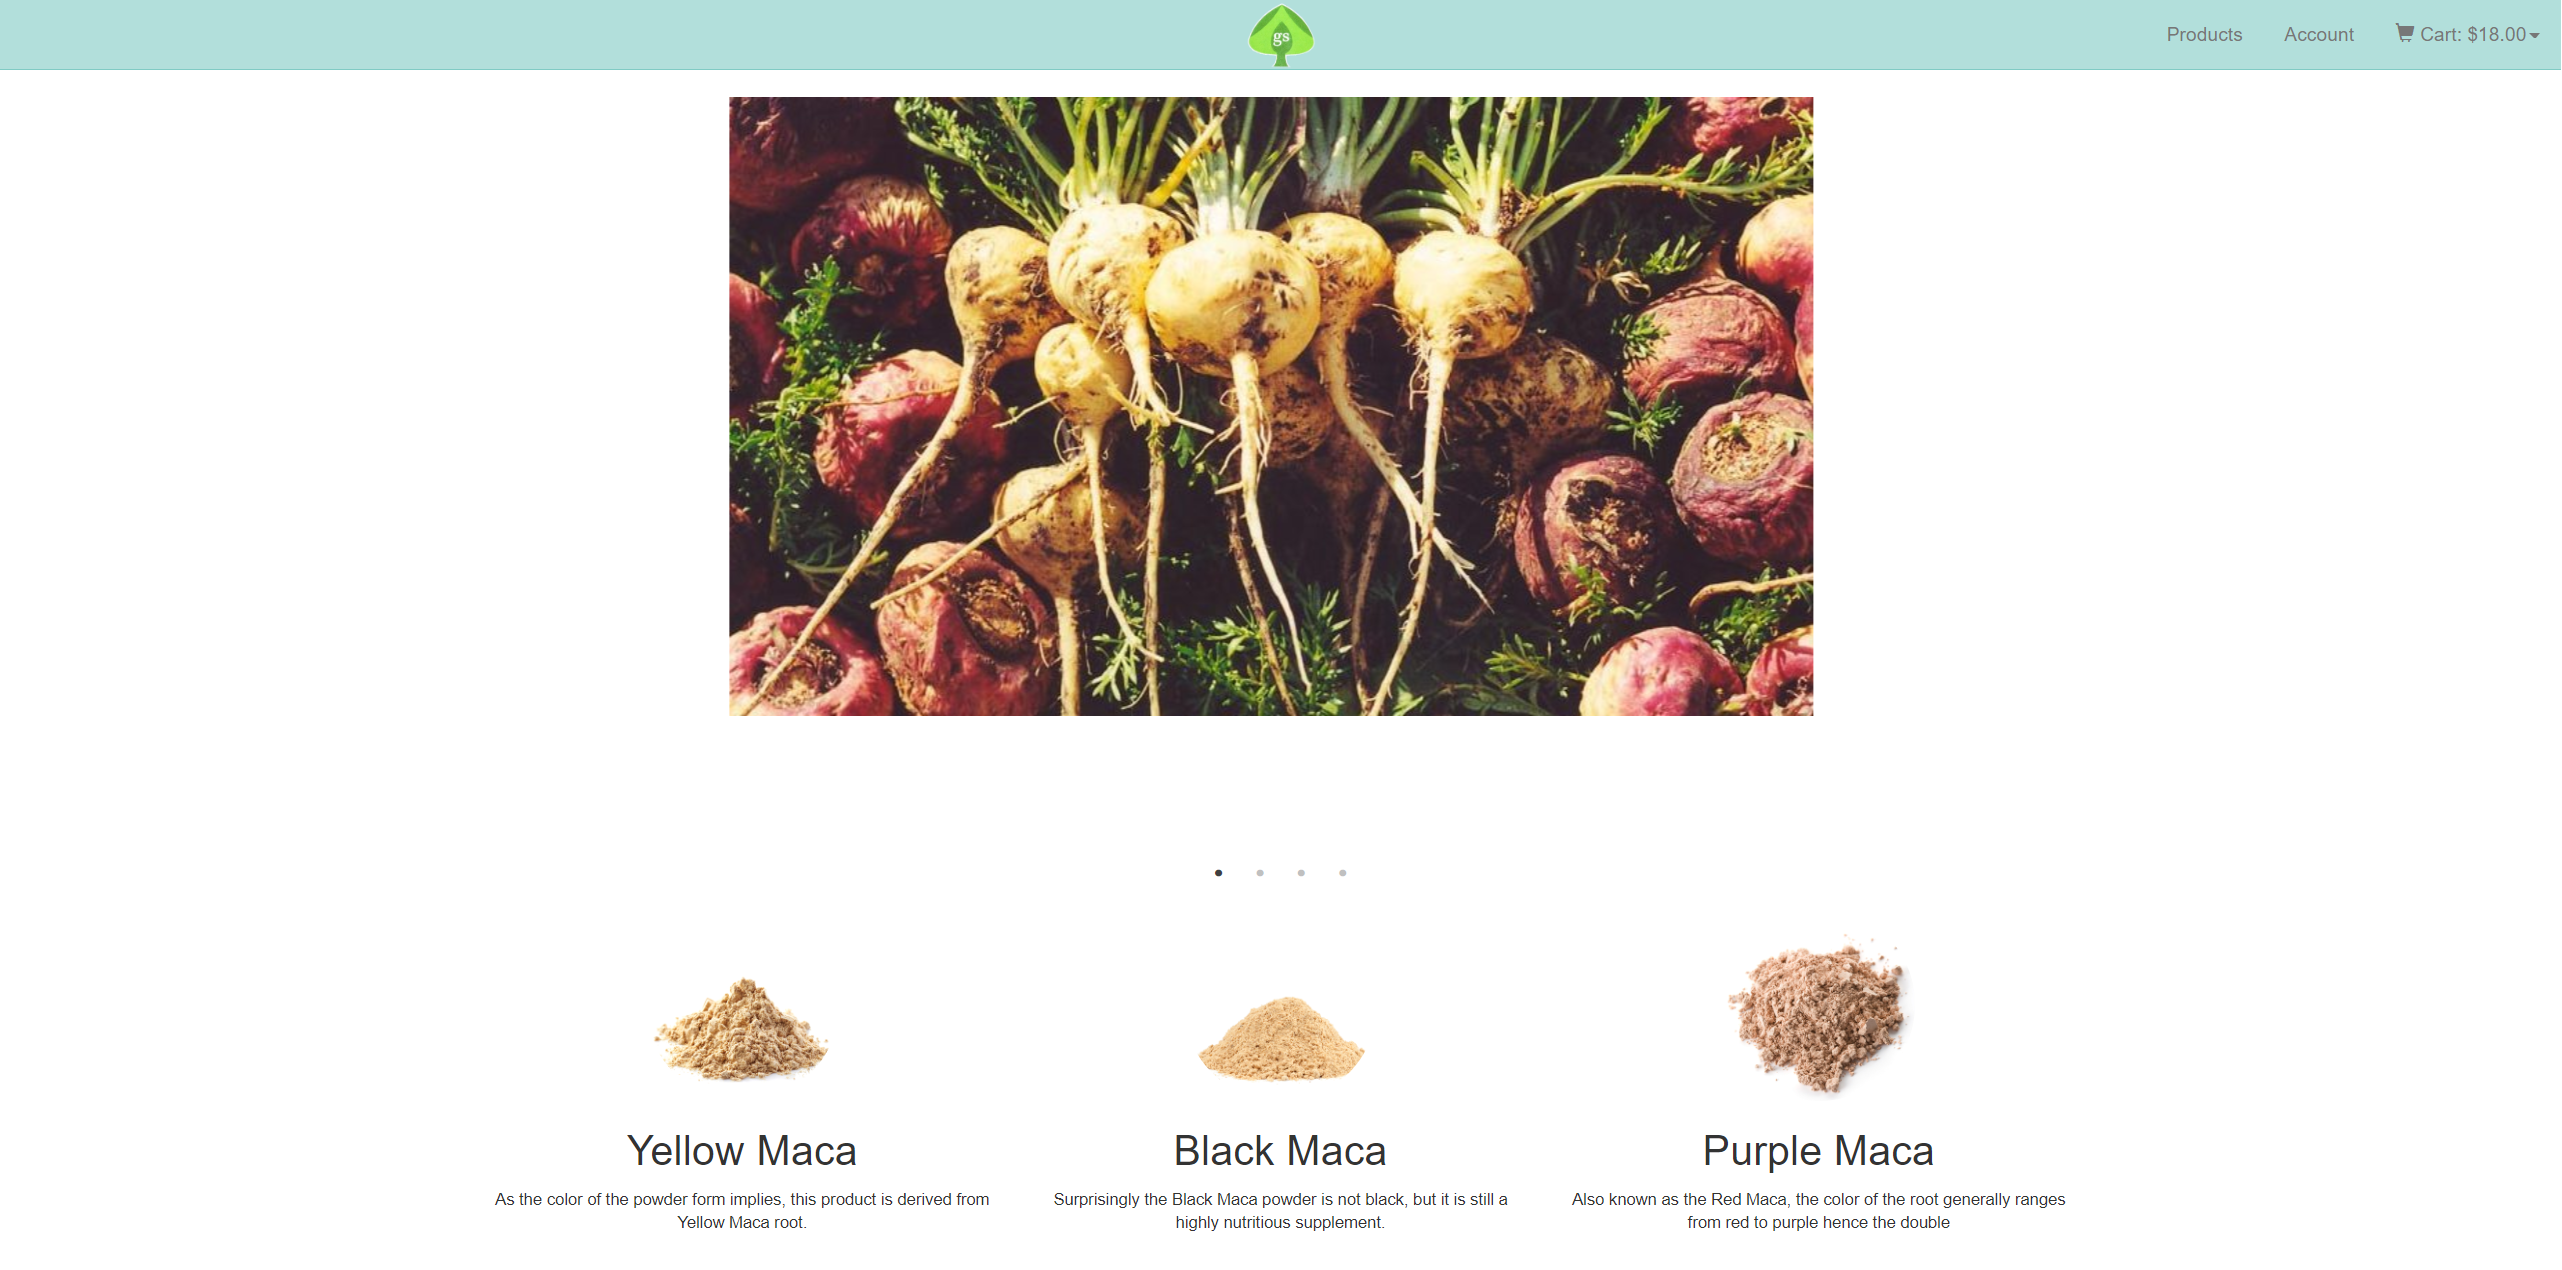 gs
Products Account Cart: $18.00
Yellow Maca
As the color of the powder form implies, this product is derived from
Yellow Maca root.
Black Maca
Surprisingly the Black Maca powder is not black, but it is still a
highly nutritious supplement.
Purple Maca
Also known as the Red Maca, the color of the root generally ranges
from red to purple hence the double